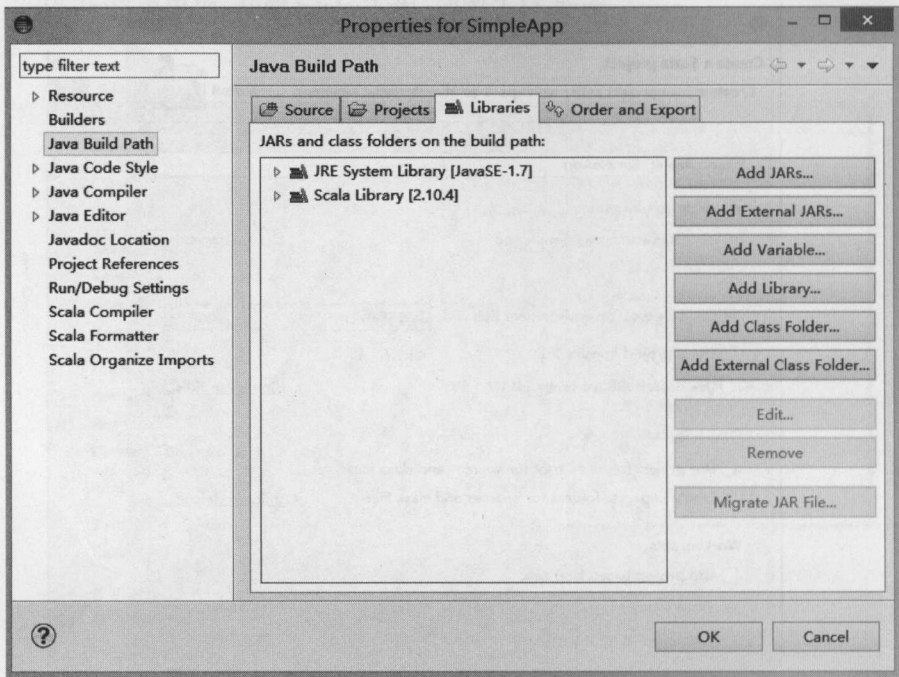 Properties for SimpleApp
type filter text
Resource
Builders
Java Build Path
Java Code Style
Java Compiler
Java Editor
Javadoc Location
Project References
Run/Debug Settings
Scala Compiler
Scala Formatter
Scala Organize Imports
Java Build Path
Source
Projects
Libraries
Order and Export
JARs and class folders on the build path:
JRE System Library [JavaSE-1.7]
Scala Library [2.10.4]
Add JARs...
Add External JARs...
Add Variable...
Add Library...
Add Class Folder...
Add External Class Folder...
Edit...
Remove
Migrate JAR File...
?
OK
Cancel